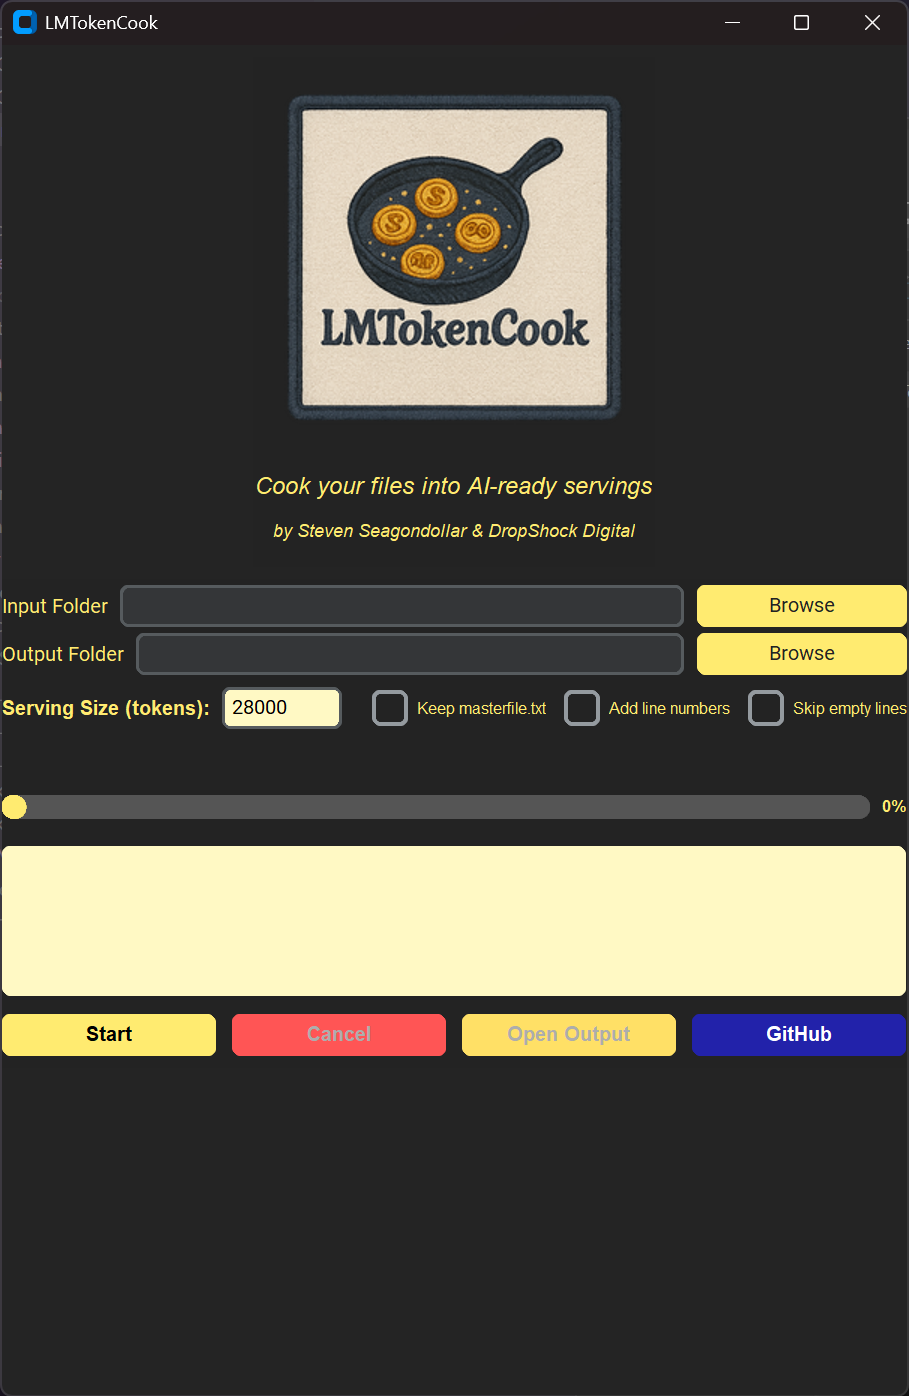 LMTokenCook
LMTokenCook
Cook your files into AI-ready servings
by Steven Seagondollar & DropShock Digital
Input Folder Browse
Output Folder Browse
Serving Size (tokens): 28000 Keep masterfile.txt Add line numbers Skip empty lines
0%
Start Cancel Open Output GitHub